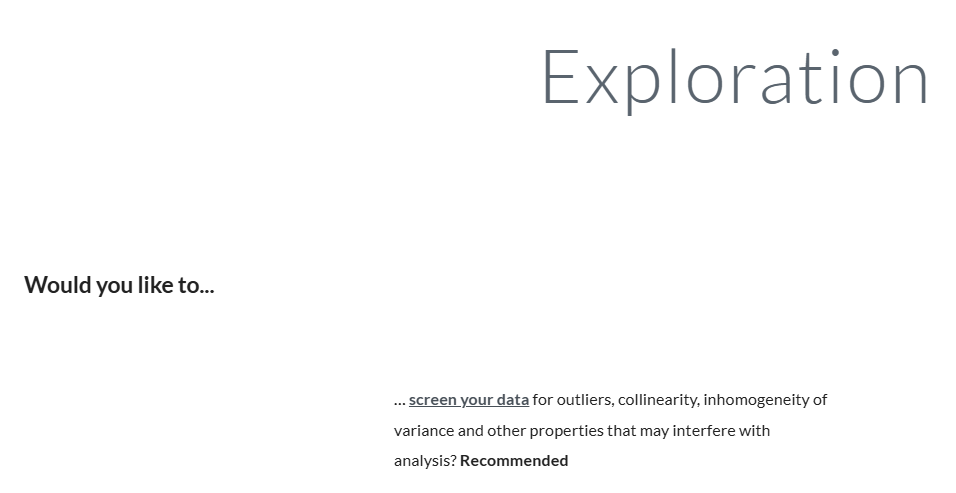 Exploration
Would you like to...
... screen your data for outliers, collinearity, inhomogeneity of
variance and other properties that may interfere with
analysis? Recommended